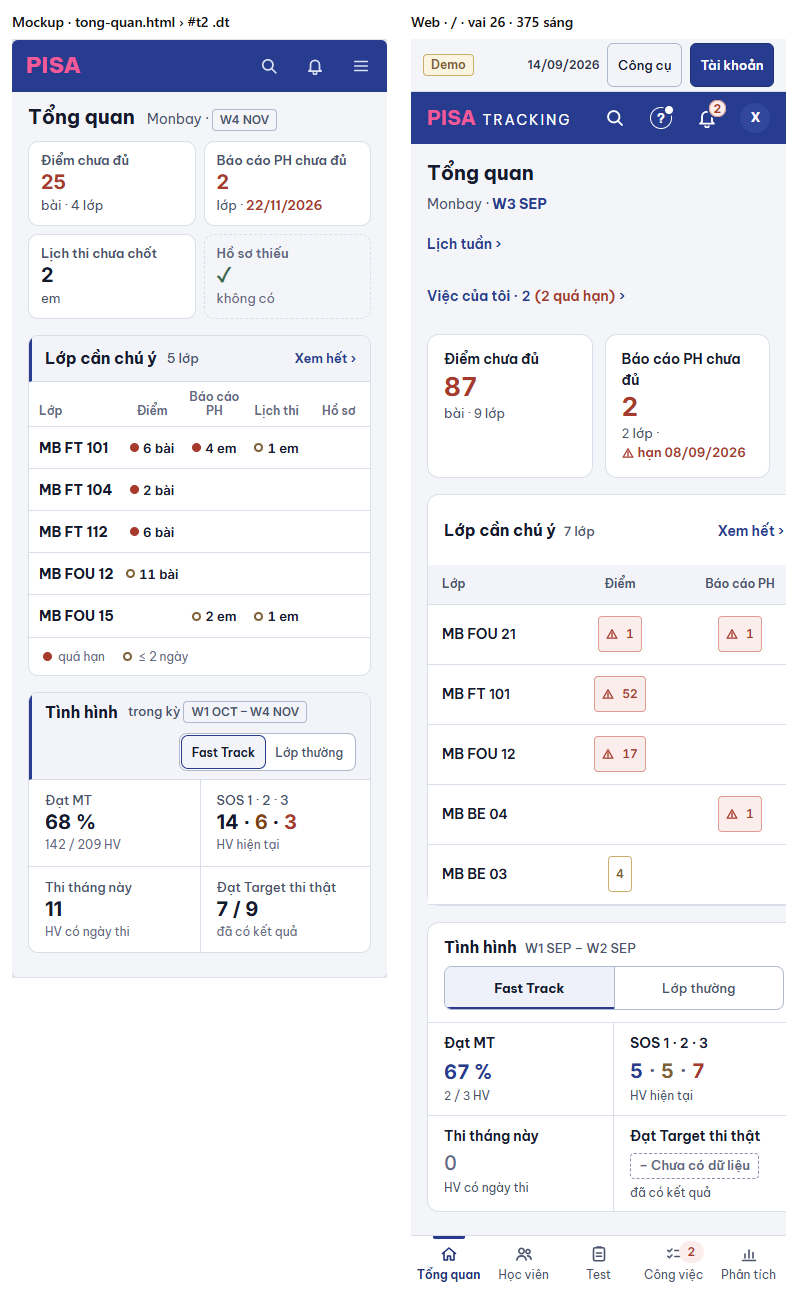 Mockup · tong-quan.html › #t2 .dt
PISA
Tổng quan Monbay · W4 NOV
Điểm chưa đủ
25
bài · 4 lớp
Báo cáo PH chưa đủ
2
lớp · 22/11/2026
Lịch thi chưa chốt
2
em
Hồ sơ thiếu
✓
không có
Lớp cần chú ý 5 lớp Xem hết ›
Lớp Điểm Báo cáo PH Lịch thi Hồ sơ
MB FT 101 6 bài 4 em 1 em
MB FT 104 2 bài
MB FT 112 6 bài
MB FOU 12 11 bài
MB FOU 15 2 em 1 em
quá hạn ≤ 2 ngày
Tình hình trong kỳ W1 OCT – W4 NOV
Fast Track Lớp thường
Đạt MT
68 %
142 / 209 HV
SOS 1 · 2 · 3
14 · 6 · 3
HV hiện tại
Thi tháng này
11
HV có ngày thi
Đạt Target thi thật
7 / 9
đã có kết quả
Web · / · vai 26 · 375 sáng
Demo 14/09/2026 Công cụ Tài khoản
PISA TRACKING ? 2 X
Tổng quan
Monbay · W3 SEP
Lịch tuần ›
Việc của tôi · 2 (2 quá hạn) ›
Điểm chưa đủ
87
bài · 9 lớp
Báo cáo PH chưa
đủ
2
2 lớp ·
hạn 08/09/2026
Lớp cần chú ý 7 lớp Xem hết ›
Lớp Điểm Báo cáo PH
MB FOU 21 1 1
MB FT 101 52
MB FOU 12 17
MB BE 04 1
MB BE 03 4
Tình hình W1 SEP – W2 SEP
Fast Track Lớp thường
Đạt MT
67 %
2 / 3 HV
SOS 1 · 2 · 3
5 · 5 · 7
HV hiện tại
Thi tháng này
0
HV có ngày thi
Đạt Target thi thật
– Chưa có dữ liệu
đã có kết quả
Tổng quan Học viên Test Công việc 2 Phân tích